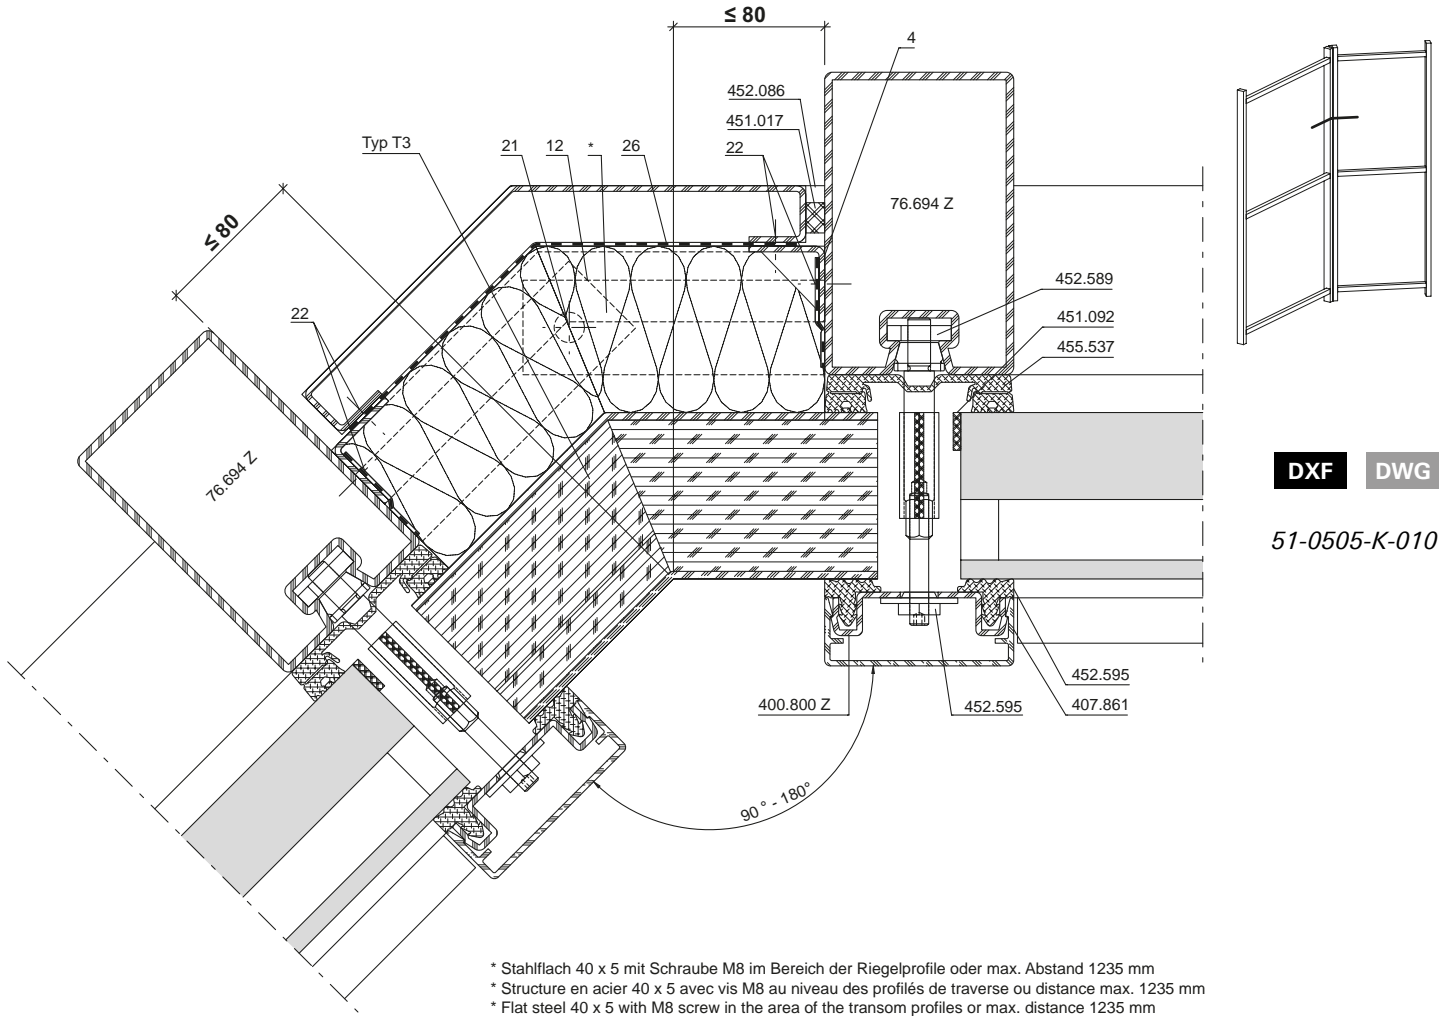 ≤ 80
4
452.086
451.017
Typ T3
21
12
*
26
22
76.694 Z
≤ 80
452.589
22
451.092
455.537
76.694 Z
DXF
DWG
51-0505-K-010
452.595
400.800 Z
452.595
407.861
90 ° - 180°
* Stahlflach 40 x 5 mit Schraube M8 im Bereich der Riegelprofile oder max. Abstand 1235 mm
* Structure en acier 40 x 5 avec vis M8 au niveau des profilés de traverse ou distance max. 1235 mm
* Flat steel 40 x 5 with M8 screw in the area of the transom profiles or max. distance 1235 mm